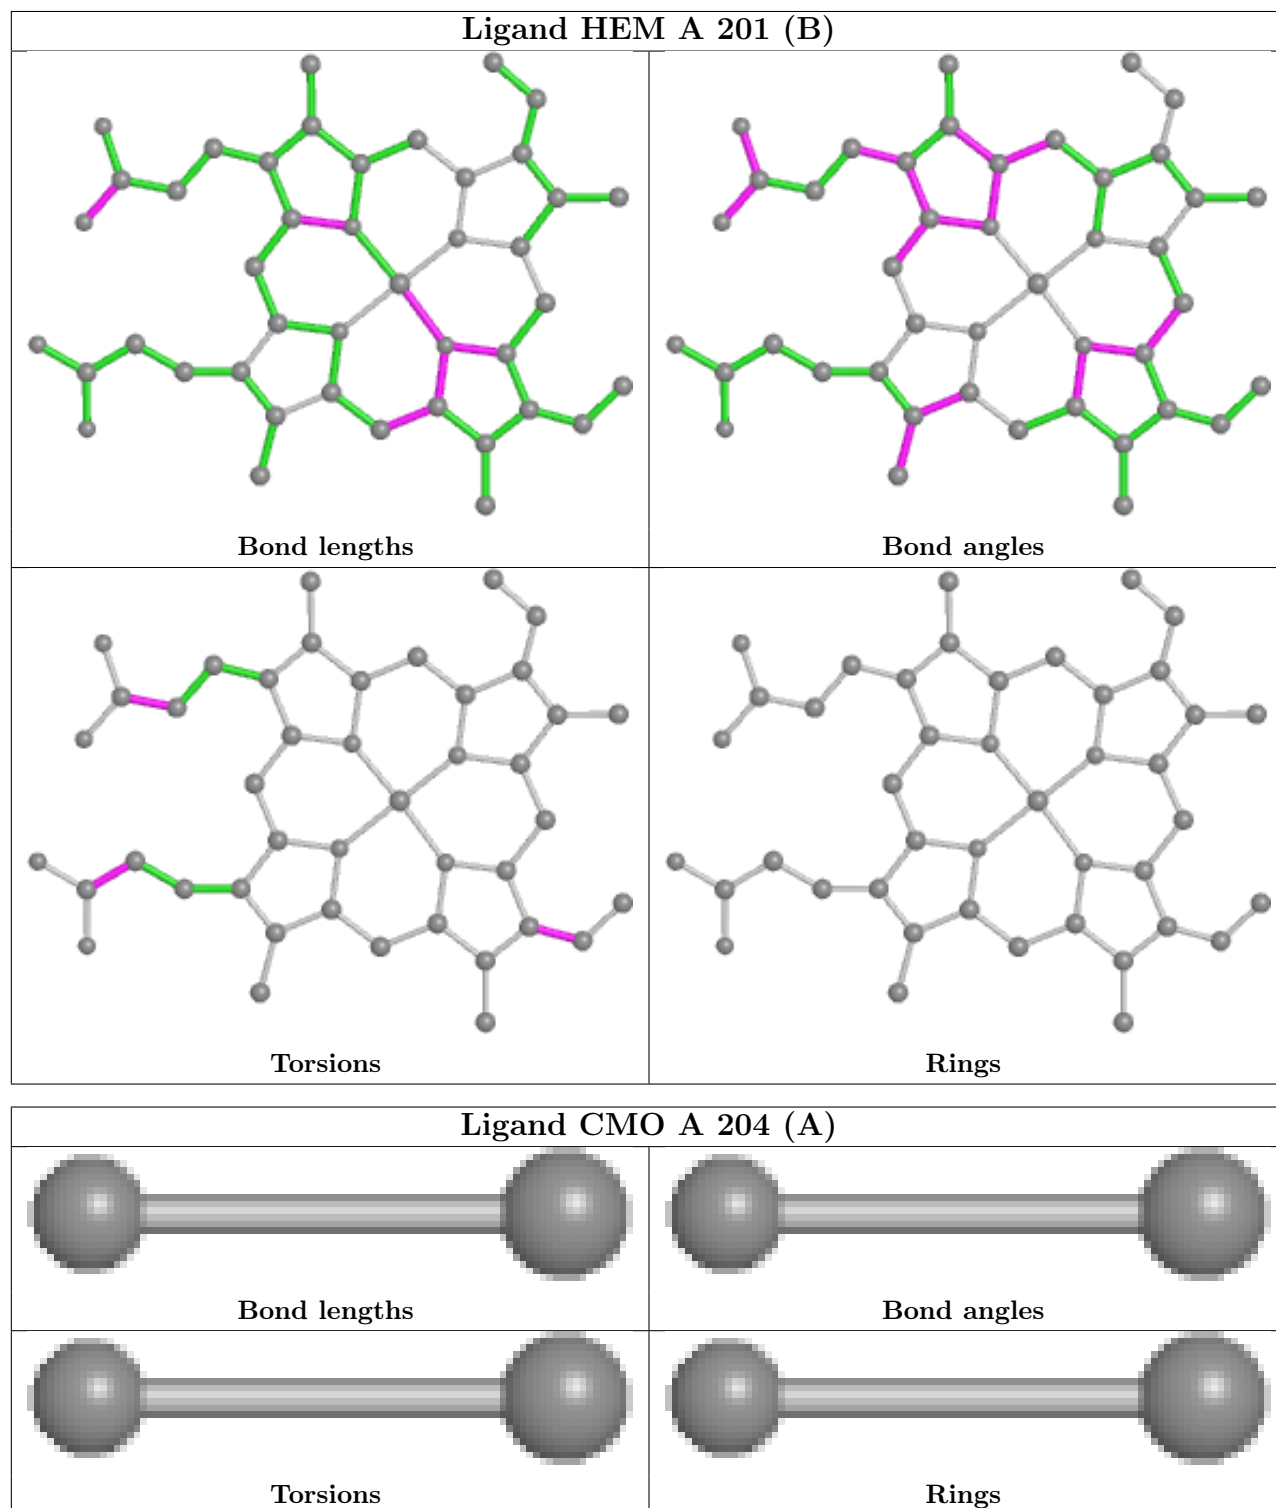 Ligand HEM A 201 (B)
Bond lengths
Bond angles
Torsions
Rings
Ligand CMO A 204 (A)
Bond lengths
Bond angles
Torsions
Rings